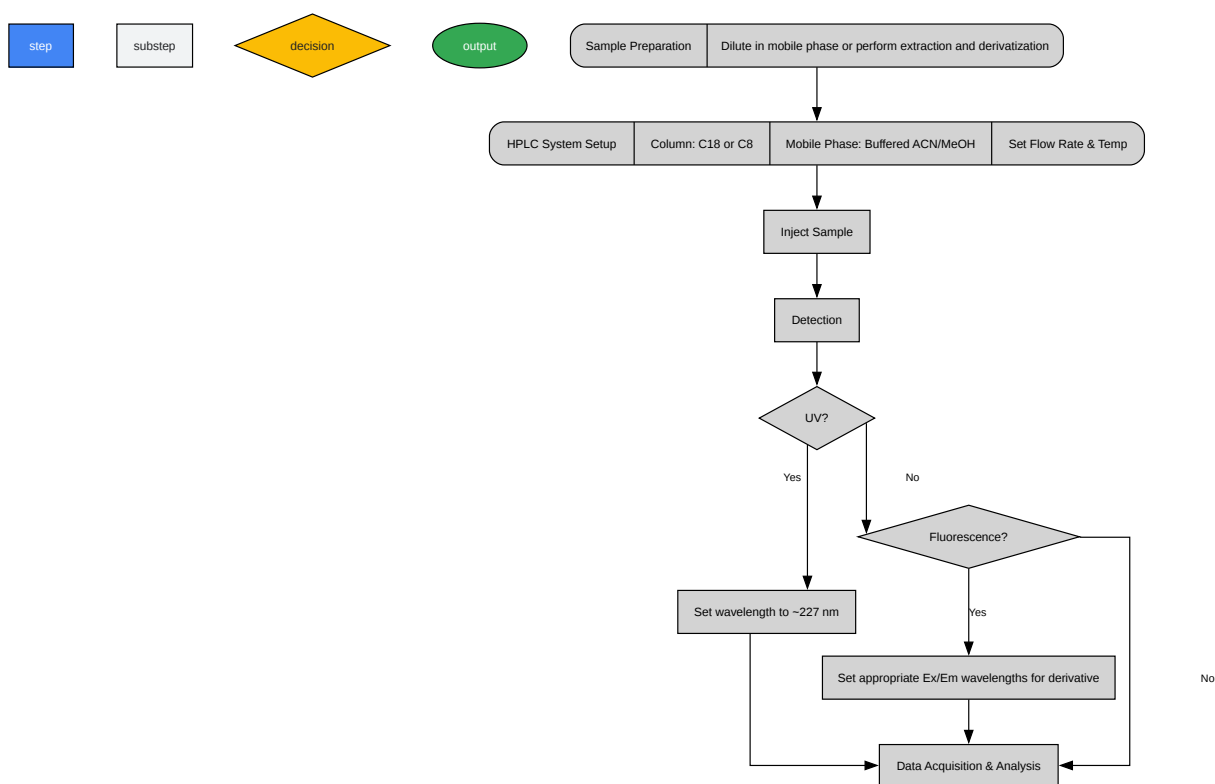 step
substep
decision
output
Sample Preparation
Dilute in mobile phase or perform extraction and derivatization
HPLC System Setup
Column: C18 or C8
Mobile Phase: Buffered ACN/MeOH
Set Flow Rate & Temp
Inject Sample
Detection
UV?
Yes
No
Fluorescence?
Set wavelength to ~227 nm
Yes
Set appropriate Ex/Em wavelengths for derivative
No
Data Acquisition & Analysis